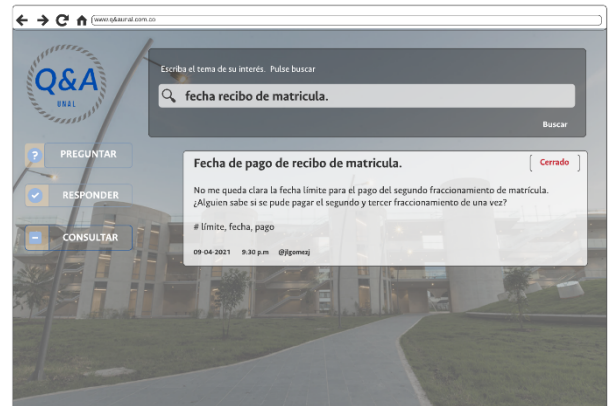 www.q&aunal.com.co
Q&A
UNAL
Escriba el tema de su interés. Pulse buscar
fecha recibo de matricula.
Buscar
PREGUNTAR
RESPONDER
CONSULTAR
Fecha de pago de recibo de matricula.
Cerrado
No me queda clara la fecha límite para el pago del segundo fraccionamiento de matrícula.
¿Alguien sabe si se pude pagar el segundo y tercer fraccionamiento de una vez?
# límite, fecha, pago
09-04-2021 9:30 p.m @jlgomezj